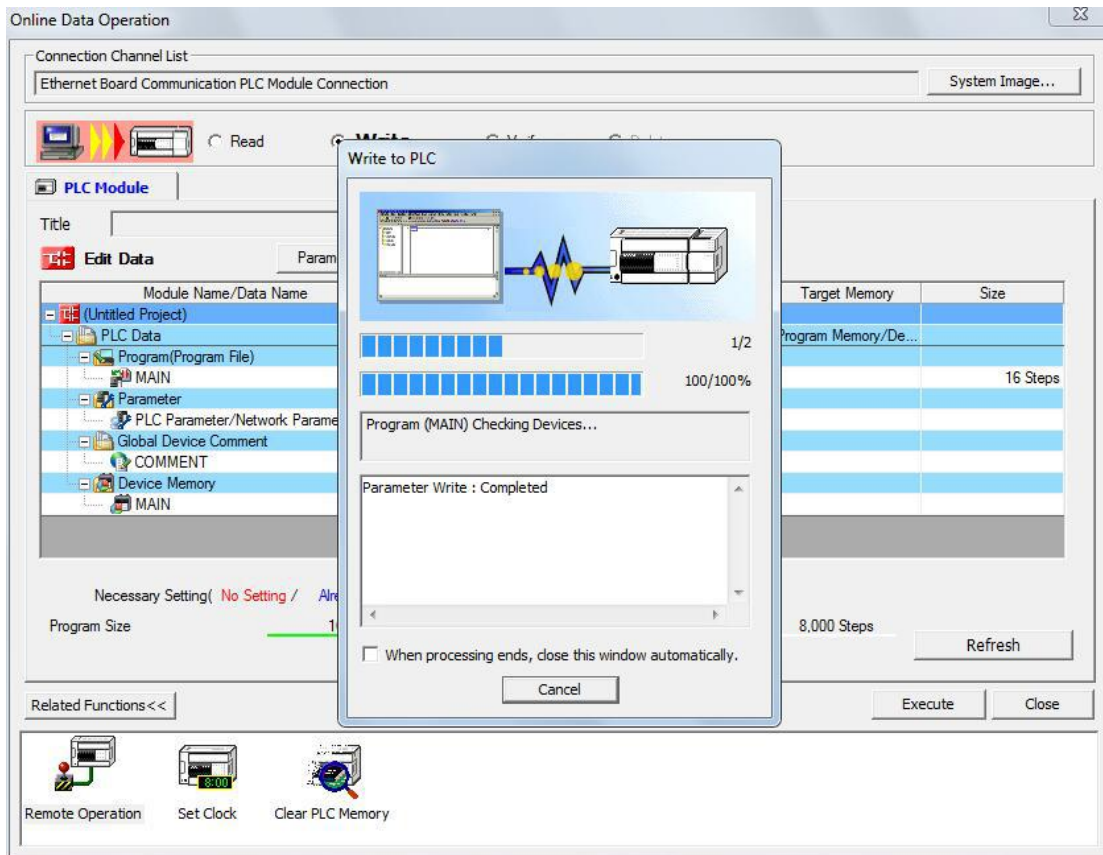 Online Data Operation
Connection Channel List
Ethernet Board Communication PLC Module Connection
System Image...
Read
Write
Write to PLC
PLC Module
Title
Edit Data
Param
Module Name/Data Name
Target Memory
Size
(Untitled Project)
PLC Data
Program Memory/De...
Program(Program File)
MAIN
16 Steps
Parameter
PLC Parameter/Network Parame
Global Device Comment
COMMENT
Device Memory
MAIN
1/2
100/100%
Program (MAIN) Checking Devices...
Parameter Write : Completed
Necessary Setting( No Setting / Alre
Program Size
8,000 Steps
Refresh
When processing ends, close this window automatically.
Cancel
Related Functions<<
Execute
Close
8:00
Remote Operation
Set Clock
Clear PLC Memory